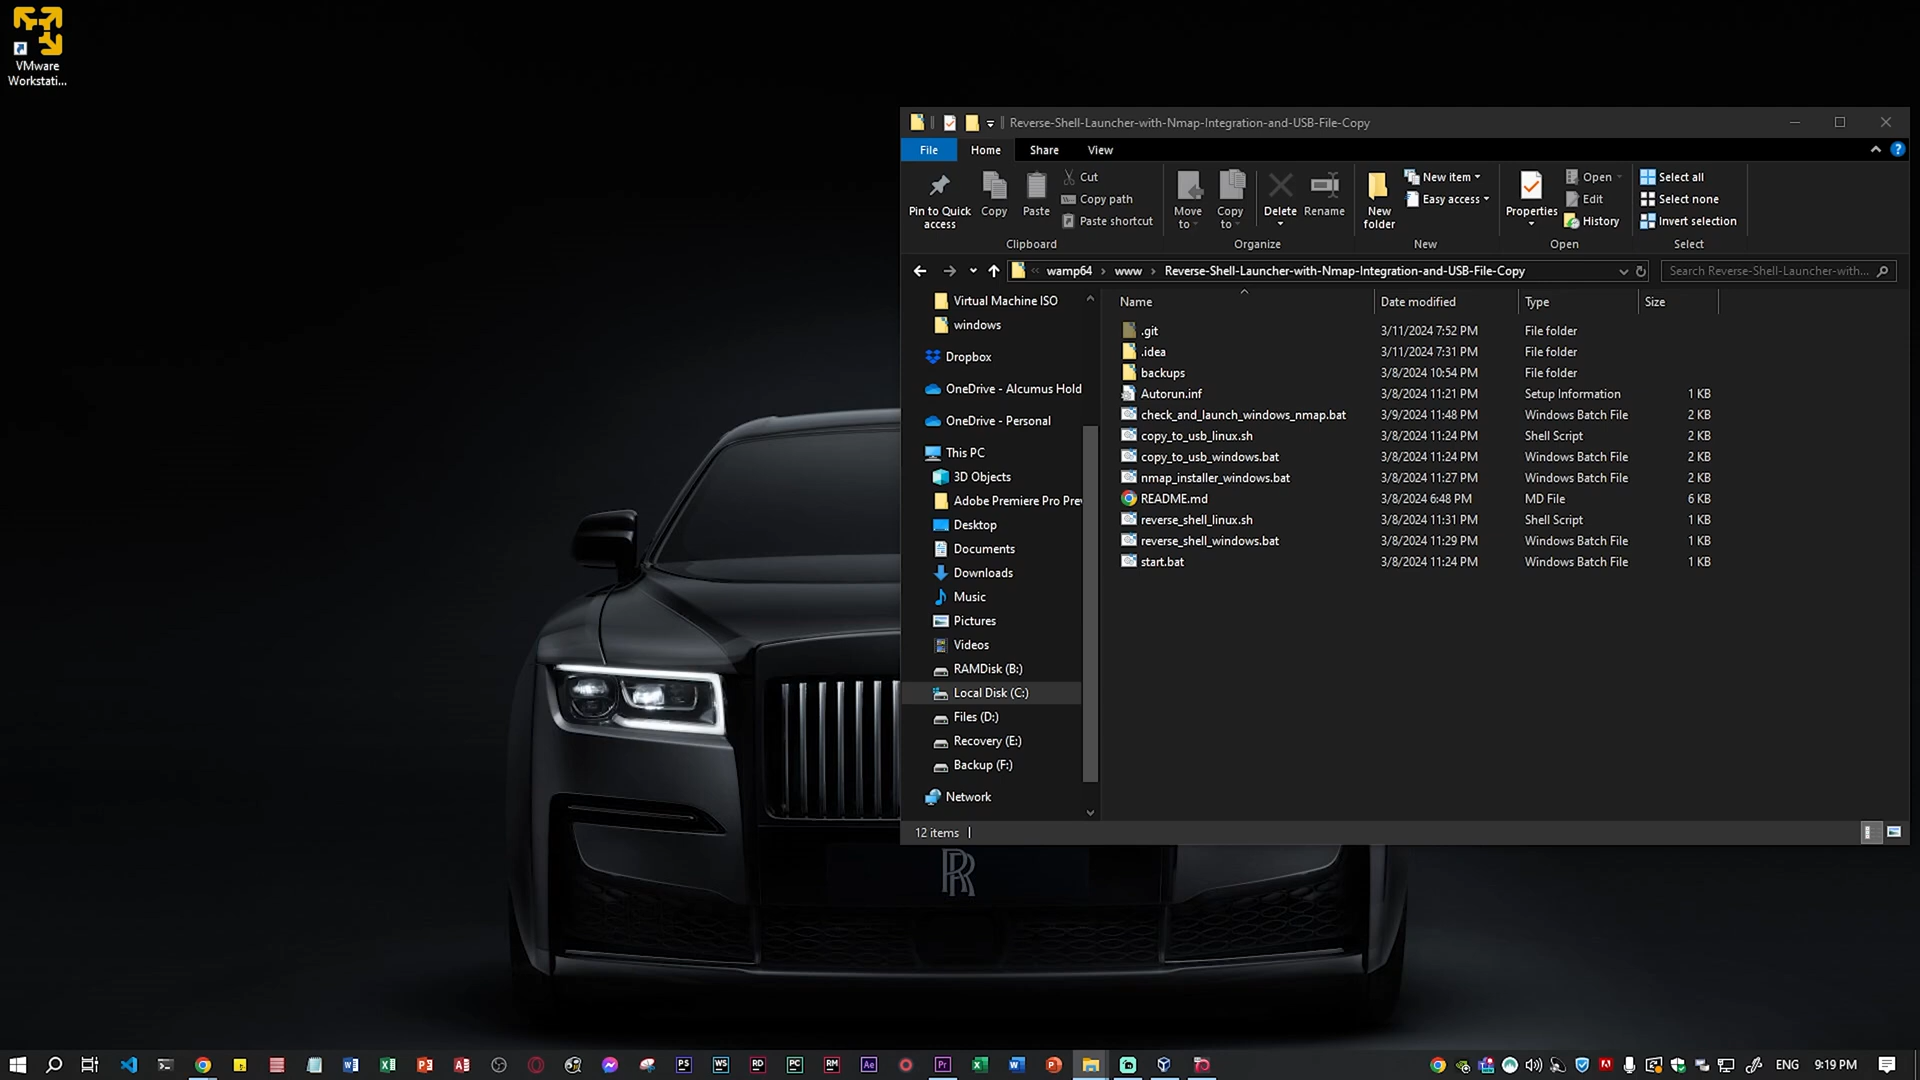 VMware
Workstati...
Reverse-Shell-Launcher-with-Nmap-Integration-and-USB-File-Copy
File
Home
Share
View
Pin to Quick access
Copy
Paste
Cut
Copy path
Paste shortcut
Move to
Copy to
Delete
Rename
New folder
New item
Easy access
Properties
Open
Edit
History
Select all
Select none
Invert selection
Clipboard
Organize
New
Open
Select
wamp64 › www › Reverse-Shell-Launcher-with-Nmap-Integration-and-USB-File-Copy
Search Reverse-Shell-Launcher-with...
Virtual Machine ISO
windows
Dropbox
OneDrive - Alcumus Hold
OneDrive - Personal
This PC
3D Objects
Adobe Premiere Pro Prev
Desktop
Documents
Downloads
Music
Pictures
Videos
RAMDisk (B:)
Local Disk (C:)
Files (D:)
Recovery (E:)
Backup (F:)
Network
Name Date modified Type Size
.git 3/11/2024 7:52 PM File folder
.idea 3/11/2024 7:31 PM File folder
backups 3/8/2024 10:54 PM File folder
Autorun.inf 3/8/2024 11:21 PM Setup Information 1 KB
check_and_launch_windows_nmap.bat 3/9/2024 11:48 PM Windows Batch File 2 KB
copy_to_usb_linux.sh 3/8/2024 11:24 PM Shell Script 2 KB
copy_to_usb_windows.bat 3/8/2024 11:24 PM Windows Batch File 2 KB
nmap_installer_windows.bat 3/8/2024 11:27 PM Windows Batch File 2 KB
README.md 3/8/2024 6:48 PM MD File 6 KB
reverse_shell_linux.sh 3/8/2024 11:31 PM Shell Script 1 KB
reverse_shell_windows.bat 3/8/2024 11:29 PM Windows Batch File 1 KB
start.bat 3/8/2024 11:24 PM Windows Batch File 1 KB
12 items
RR
PS WS RD PC RM Ae Pr
ENG 9:19 PM